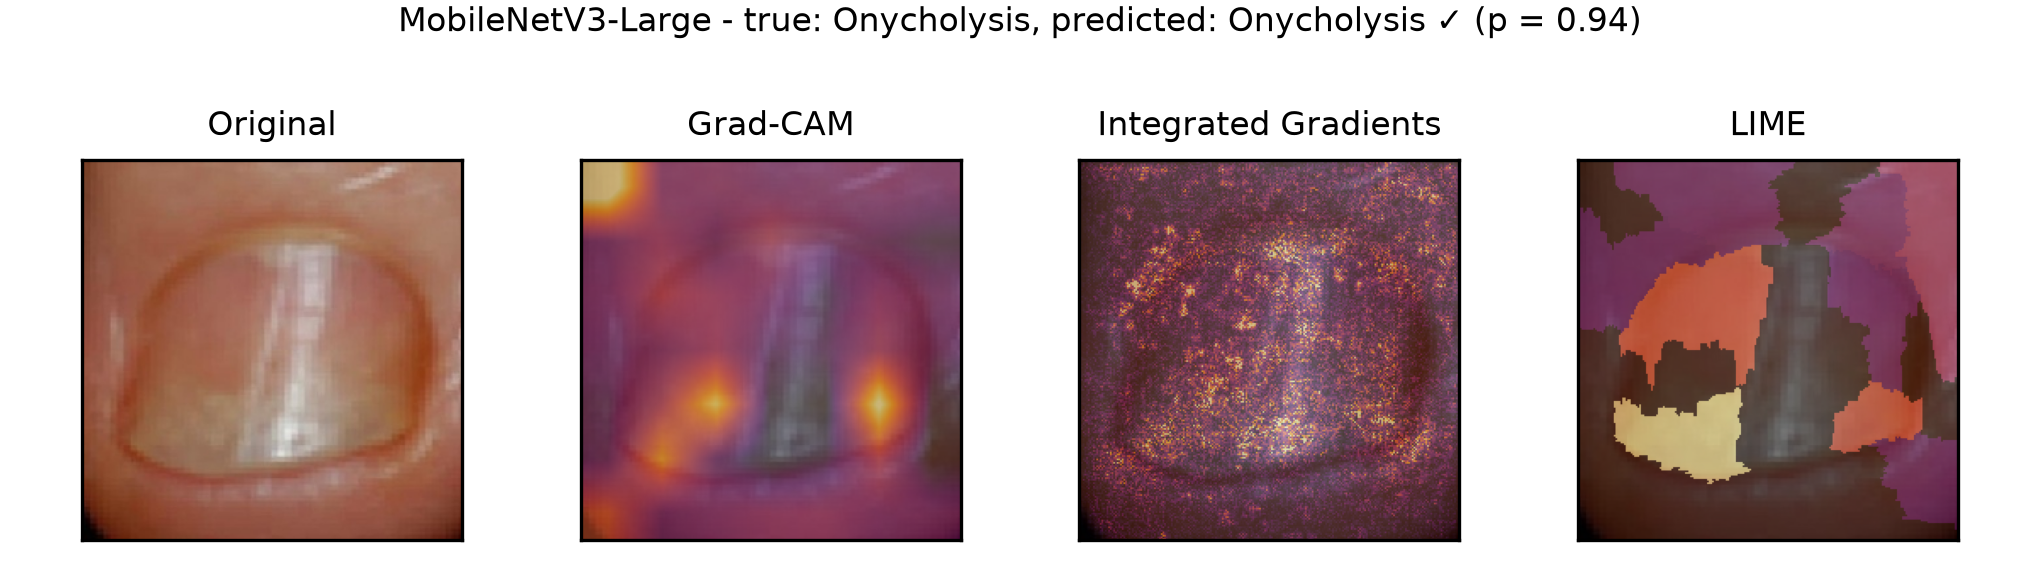 MobileNetV3-Large - true: Onycholysis, predicted: Onycholysis ✓ (p = 0.94)
Original
Grad-CAM
Integrated Gradients
LIME